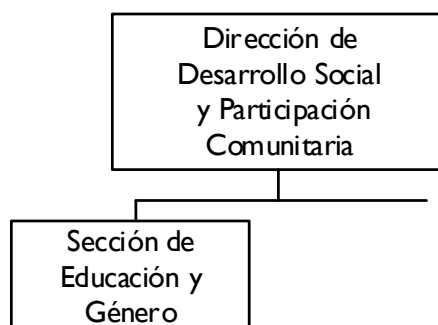 Dirección de
Desarrollo Social
y Participación
Comunitaria
Sección de
Educación y
Género